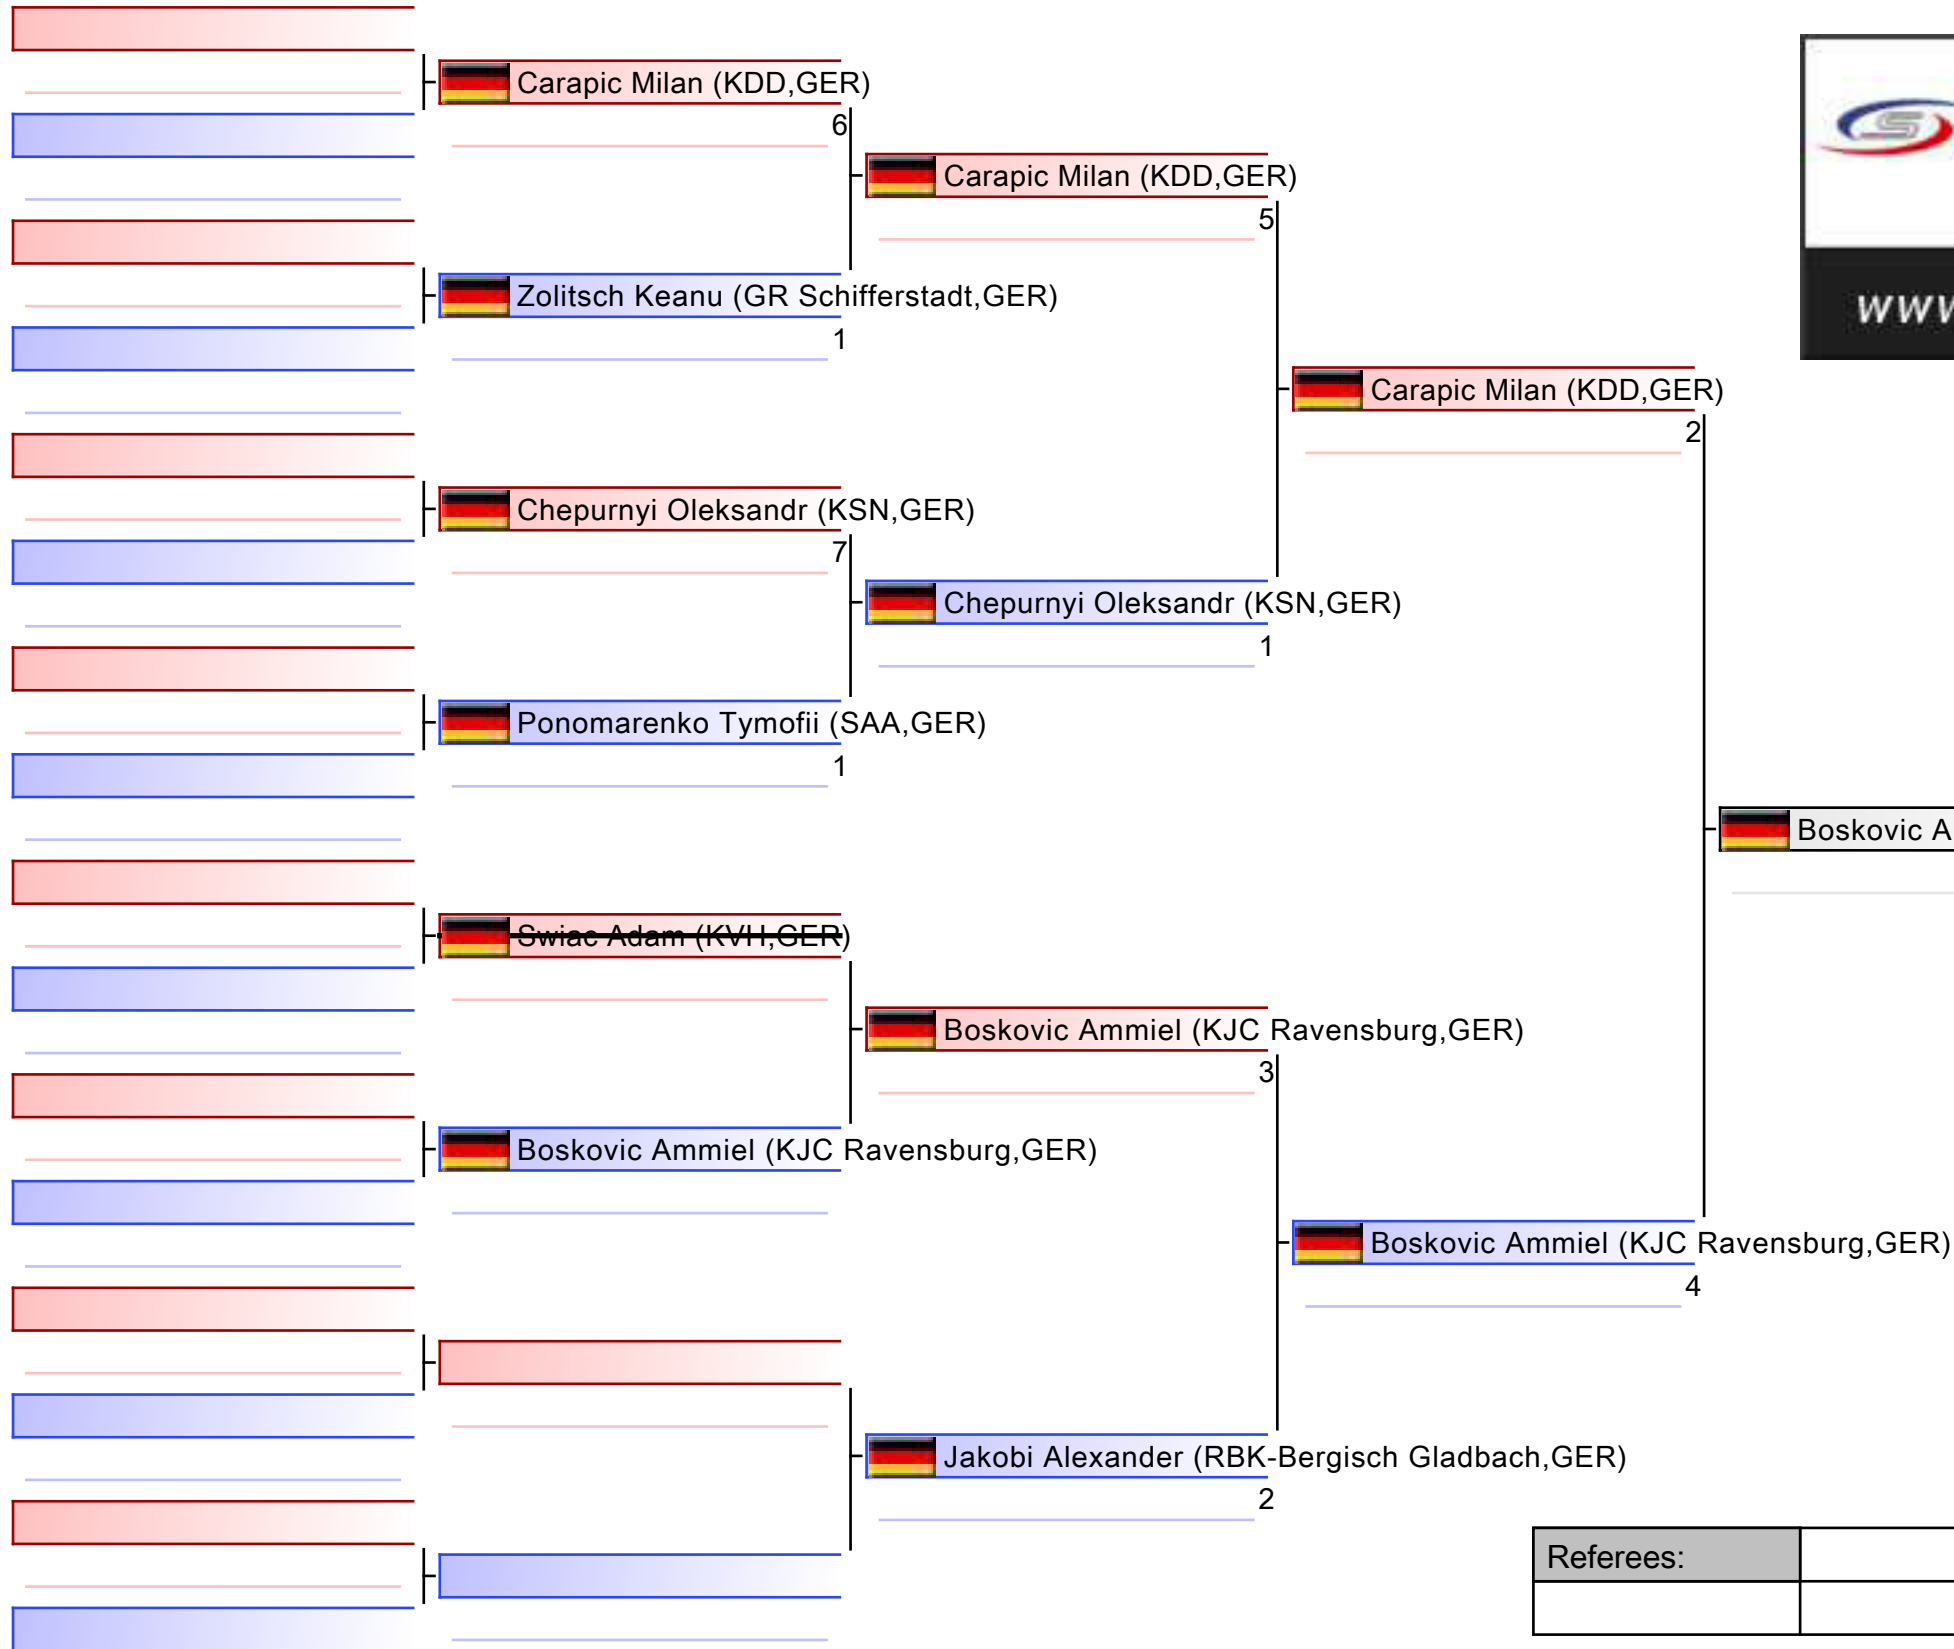 Carapic Milan (KDD,GER)
6
Carapic Milan (KDD,GER)
5
Zolitsch Keanu (GR Schifferstadt,GER)
1
www
Carapic Milan (KDD,GER)
2
Chepurnyi Oleksandr (KSN,GER)
7
Chepurnyi Oleksandr (KSN,GER)
1
Ponomarenko Tymofii (SAA,GER)
1
Boskovic A
Swiac Adam (KVH,GER)
Boskovic Ammiel (KJC Ravensburg,GER)
3
Boskovic Ammiel (KJC Ravensburg,GER)
Boskovic Ammiel (KJC Ravensburg,GER)
4
Jakobi Alexander (RBK-Bergisch Gladbach,GER)
2
Referees: